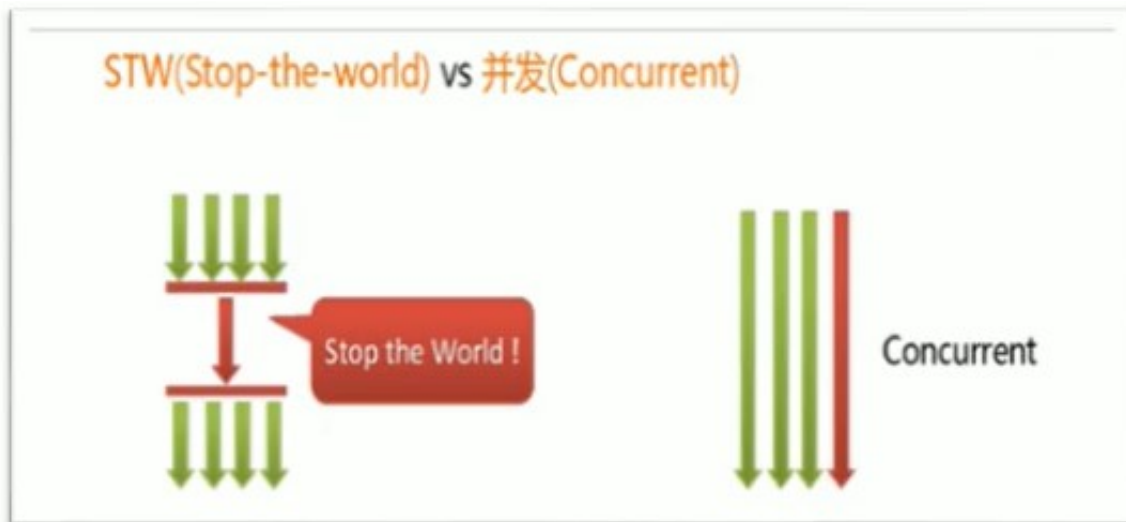 STW(Stop-the-world) vs 并发(Concurrent)
Stop the World !
Concurrent